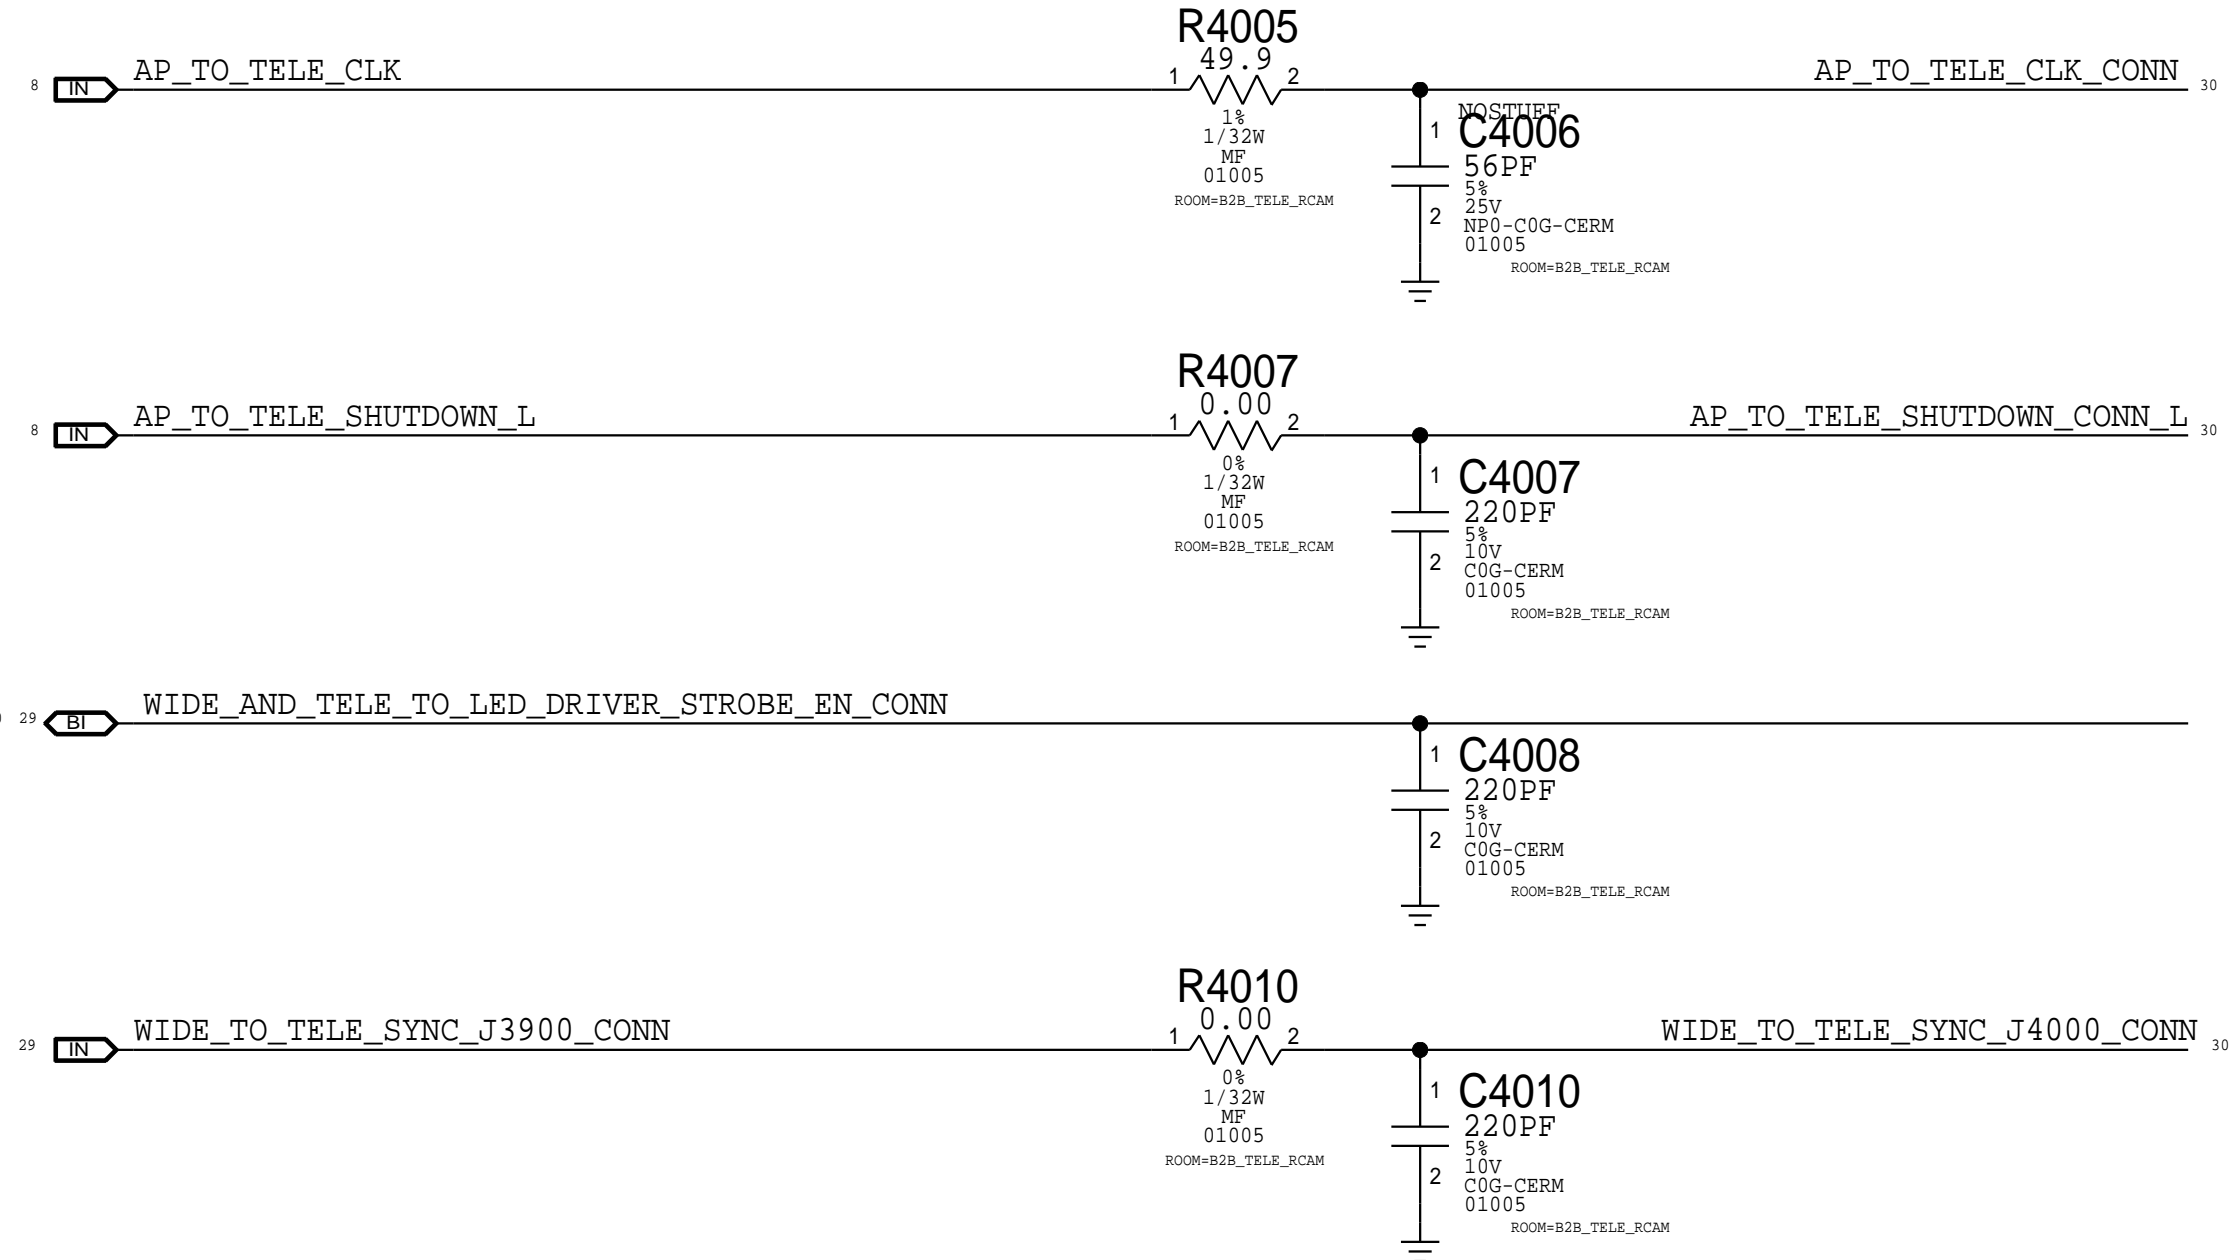 R4005
49.9
8 IN AP_TO_TELE_CLK 1 2 AP_TO_TELE_CLK_CONN 30
1%
1/32W
MF
01005
ROOM=B2B_TELE_RCAM
NOSTUFF
1 C4006
56PF
5%
25V
2 NP0-C0G-CERM
01005
ROOM=B2B_TELE_RCAM
R4007
0.00
8 IN AP_TO_TELE_SHUTDOWN_L 1 2 AP_TO_TELE_SHUTDOWN_CONN_L 30
0%
1/32W
MF
01005
ROOM=B2B_TELE_RCAM
1 C4007
220PF
5%
10V
2 C0G-CERM
01005
ROOM=B2B_TELE_RCAM
29 BI WIDE_AND_TELE_TO_LED_DRIVER_STROBE_EN_CONN
1 C4008
220PF
5%
10V
2 C0G-CERM
01005
ROOM=B2B_TELE_RCAM
R4010
0.00
29 IN WIDE_TO_TELE_SYNC_J3900_CONN 1 2 WIDE_TO_TELE_SYNC_J4000_CONN 30
0%
1/32W
MF
01005
ROOM=B2B_TELE_RCAM
1 C4010
220PF
5%
10V
2 C0G-CERM
01005
ROOM=B2B_TELE_RCAM